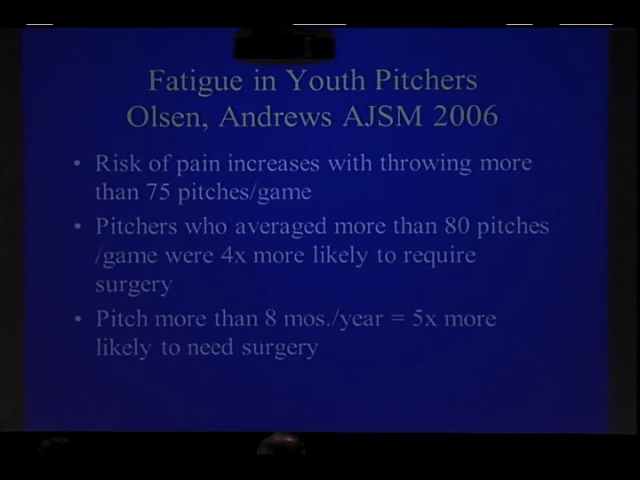 Fatigue in Youth Pitchers
Olsen, Andrews AJSM 2006
• Risk of pain increases with throwing more
than 75 pitches/game
• Pitchers who averaged more than 80 pitches
/game were 4x more likely to require
surgery
• Pitch more than 8 mos./year = 5x more
likely to need surgery